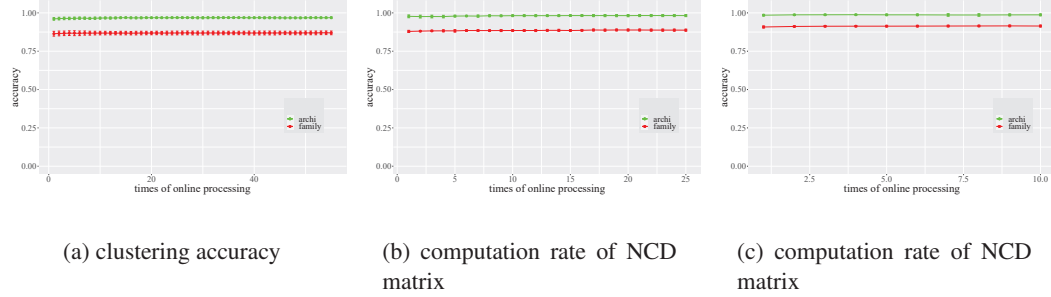 1.00
0.75
0.50
0.25
0.00
accuracy
archi
family
0
20
40
times of online processing
1.00
0.75
0.50
0.25
0.00
accuracy
archi
family
0
5
10
15
20
25
times of online processing
1.00
0.75
0.50
0.25
0.00
accuracy
archi
family
2.5
5.0
7.5
10.0
times of online processing
(a) clustering accuracy
(b) computation rate of NCD
matrix
(c) computation rate of NCD
matrix